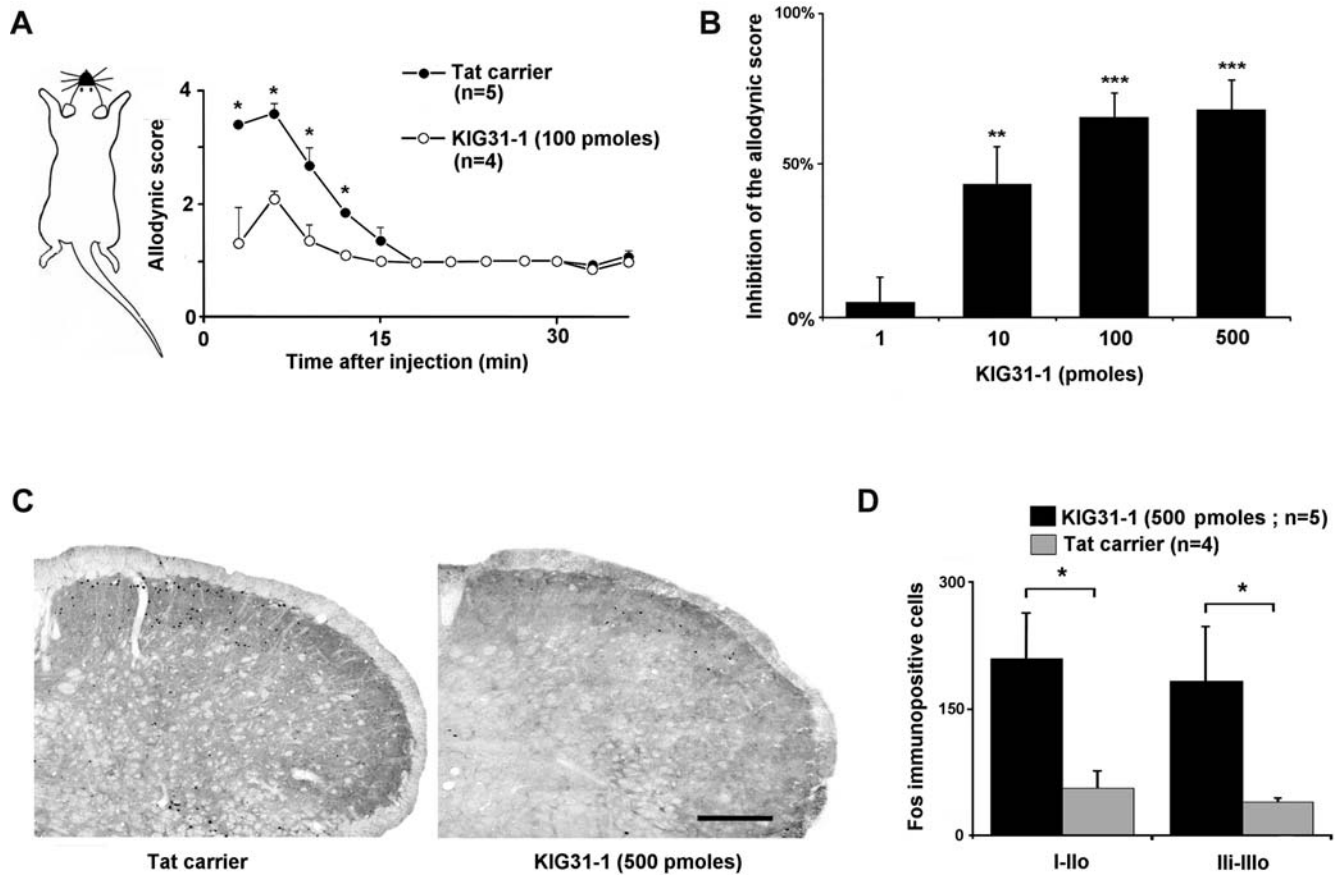 A
Allodynic score
4
2
0
0
15
30
Time after injection (min)
Tat carrier
(n=5)
KIG31-1 (100 pmoles)
(n=4)
*
*
*
*
B
Inhibition of the allodynic score
100%
50%
0%
**
***
***
1
10
100
500
KIG31-1 (pmoles)
C
Tat carrier
KIG31-1 (500 pmoles)
D
KIG31-1 (500 pmoles ; n=5)
Tat carrier (n=4)
Fos immunopositive cells
300
150
0
*
*
I-IIo
IIi-IIIo